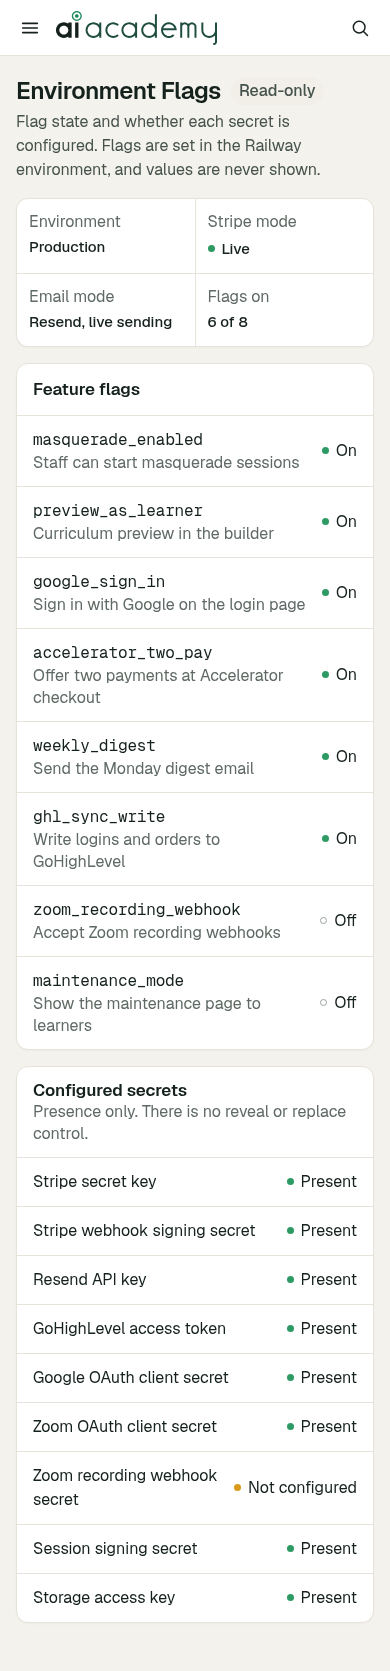 ai academy
Environment Flags Read-only
Flag state and whether each secret is
configured. Flags are set in the Railway
environment, and values are never shown.
Environment
Production
Stripe mode
Live
Email mode
Resend, live sending
Flags on
6 of 8
Feature flags
masquerade_enabled
Staff can start masquerade sessions
On
preview_as_learner
Curriculum preview in the builder
On
google_sign_in
Sign in with Google on the login page
On
accelerator_two_pay
Offer two payments at Accelerator
checkout
On
weekly_digest
Send the Monday digest email
On
ghl_sync_write
Write logins and orders to
GoHighLevel
On
zoom_recording_webhook
Accept Zoom recording webhooks
Off
maintenance_mode
Show the maintenance page to
learners
Off
Configured secrets
Presence only. There is no reveal or replace
control.
Stripe secret key Present
Stripe webhook signing secret Present
Resend API key Present
GoHighLevel access token Present
Google OAuth client secret Present
Zoom OAuth client secret Present
Zoom recording webhook
secret
Not configured
Session signing secret Present
Storage access key Present